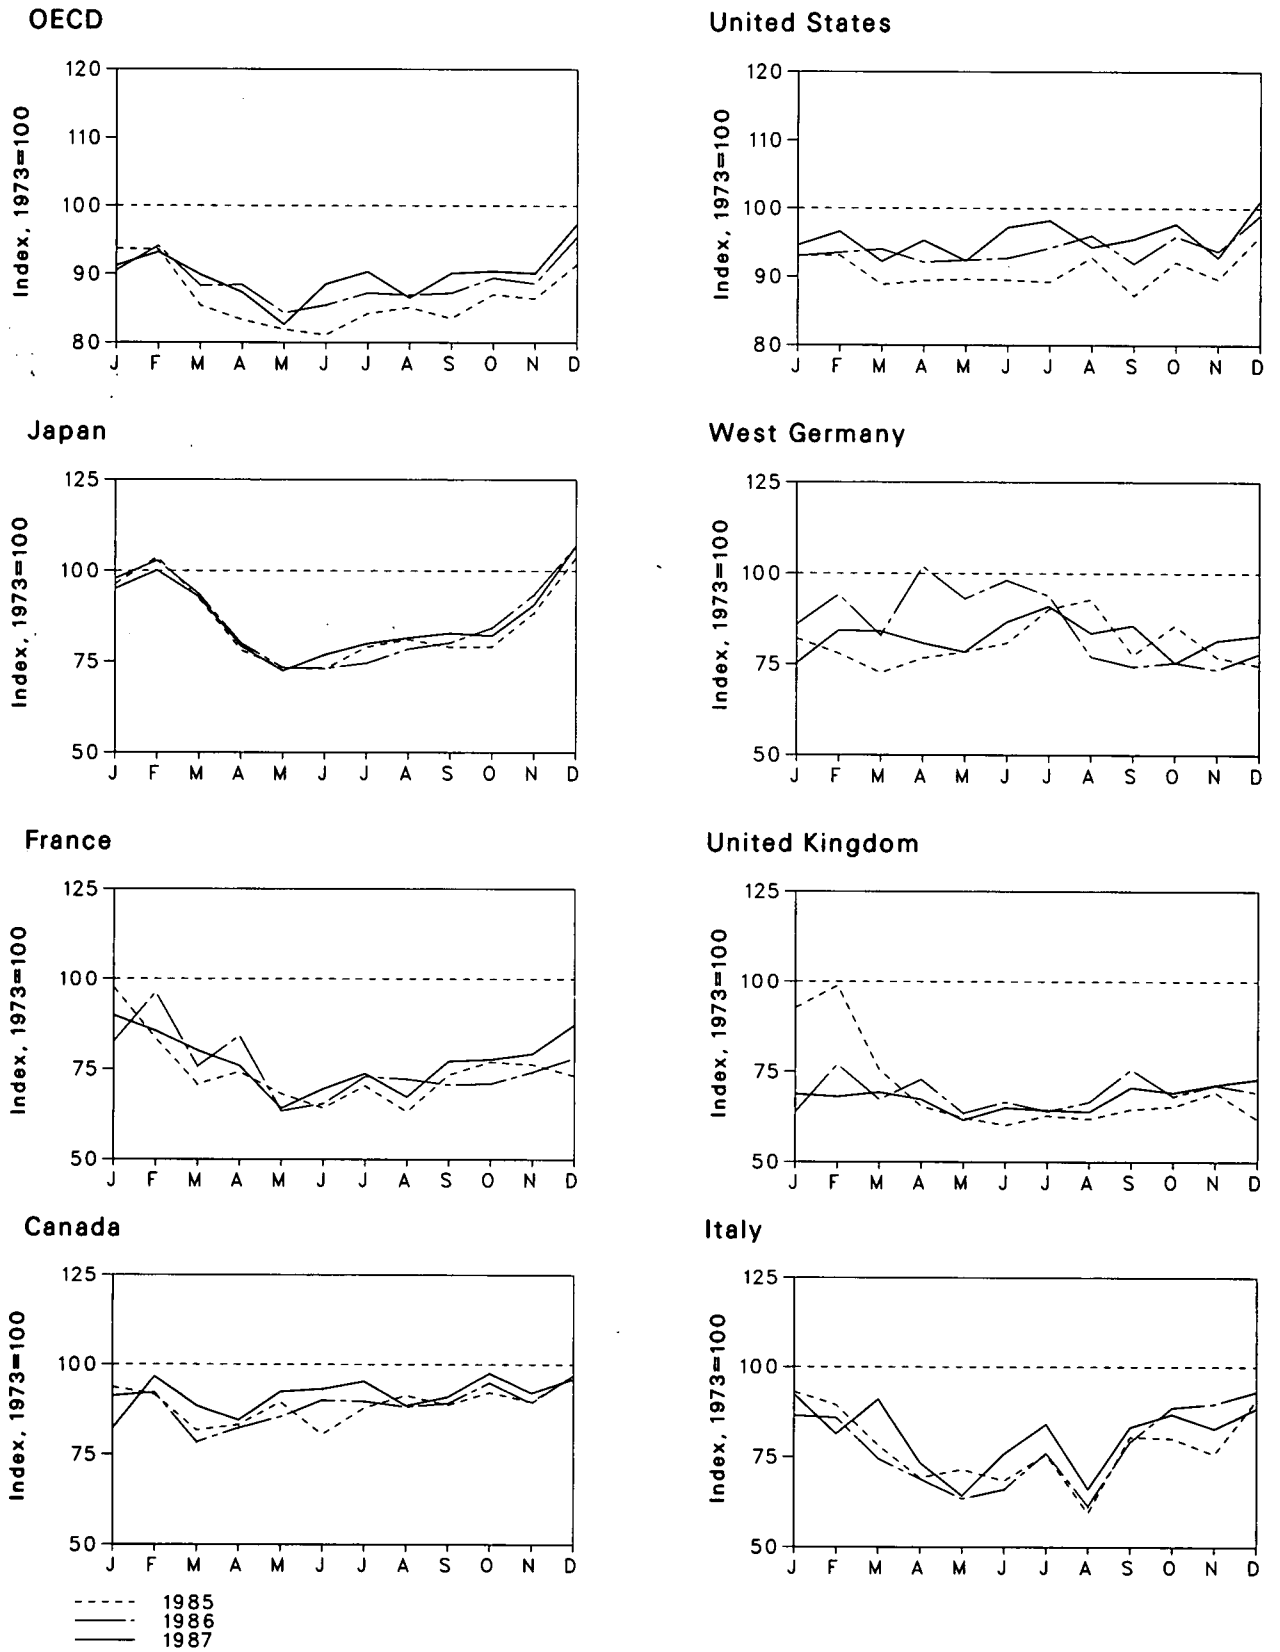 OECD
Index, 1973=100
120
110
100
90
80
J F M A M J J A S O N D
United States
Index, 1973=100
120
110
100
90
80
J F M A M J J A S O N D
Japan
Index, 1973=100
125
100
75
50
J F M A M J J A S O N D
West Germany
Index, 1973=100
125
100
75
50
J F M A M J J A S O N D
France
Index, 1973=100
125
100
75
50
J F M A M J J A S O N D
United Kingdom
Index, 1973=100
125
100
75
50
J F M A M J J A S O N D
Canada
Index, 1973=100
125
100
75
50
J F M A M J J A S O N D
Italy
Index, 1973=100
125
100
75
50
J F M A M J J A S O N D
1985
1986
1987